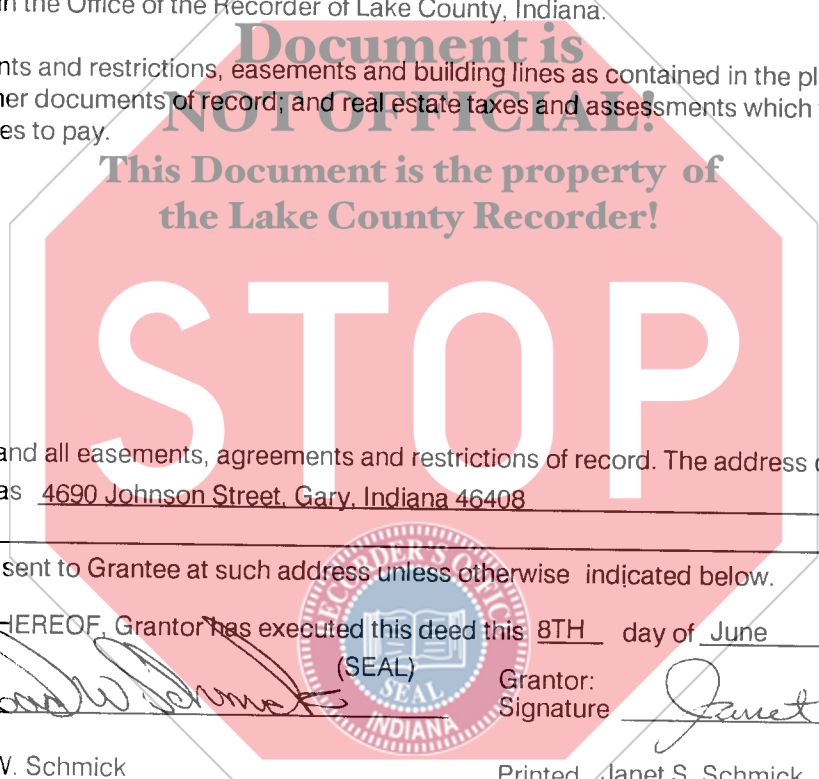 in the Office of the Recorder of Lake County, Indiana.
Document is
nts and restrictions, easements and building lines as contained in the pl
ner documents of record; and real estate taxes and assessments which
NOT OFFICIAL!
es to pay.
This Document is the property of
the Lake County Recorder!
STOP
and all easements, agreements and restrictions of record. The address
as 4690 Johnson Street, Gary, Indiana 46408
sent to Grantee at such address unless otherwise indicated below.
HEREOF, Grantor has executed this deed this 8TH day of June
(SEAL)
Grantor:
Signature Janet
RECORDER'S OFFICE
SEAL
INDIANA
W. Schmick
Printed Janet S. Schmick